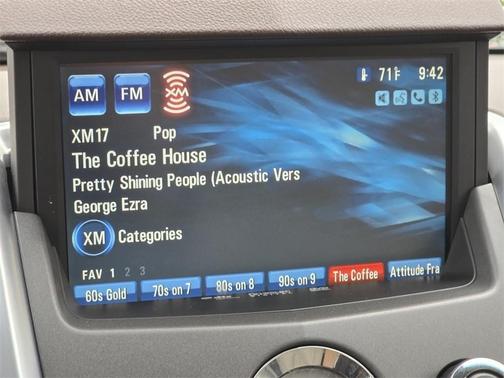 AM FM XM 71°F 9:42
XM17 Pop
The Coffee House
Pretty Shining People (Acoustic Vers
George Ezra
XM Categories
FAV 1 2 3
60s Gold 70s on 7 80s on 8 90s on 9 The Coffee Attitude Fra